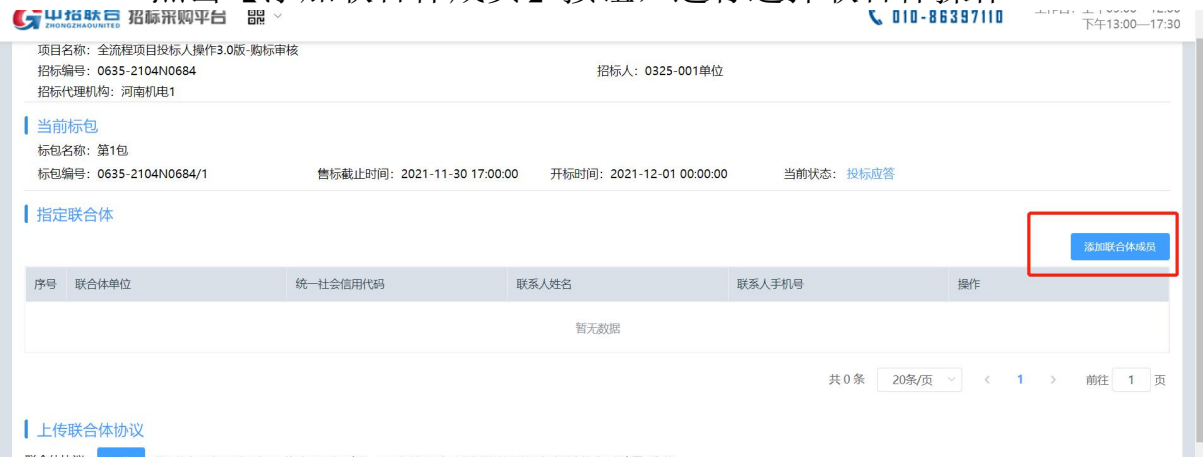 中招联合 招标采购平台
ZHONGZHAOUNITED
010-86397110
下午13:00—17:30
项目名称：全流程项目投标人操作3.0版-购标审核
招标编号：0635-2104N0684 招标人：0325-001单位
招标代理机构：河南机电1
当前标包
标包名称：第1包
标包编号：0635-2104N0684/1 售标截止时间：2021-11-30 17:00:00 开标时间：2021-12-01 00:00:00 当前状态：投标应答
指定联合体
添加联合体成员
序号 联合体单位 统一社会信用代码 联系人姓名 联系人手机号 操作
暂无数据
共 0 条 20条/页 < 1 > 前往 1 页
上传联合体协议